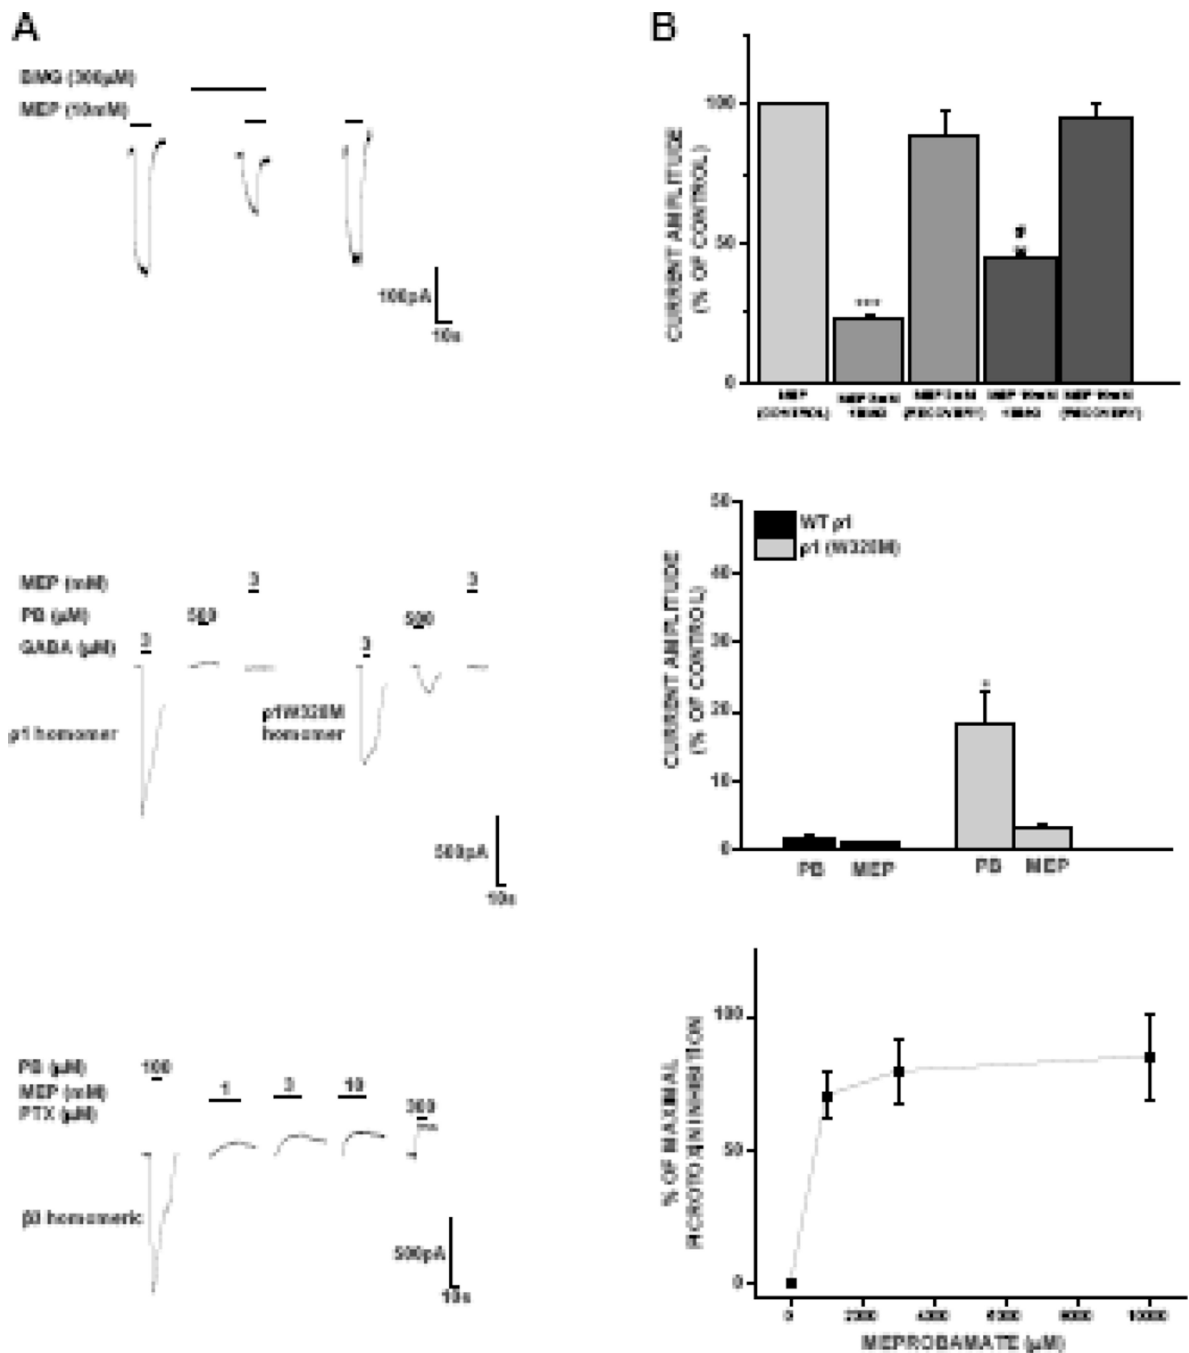 A
BMG (300µM)
MEP (10mM)
100pA
10s
B
CURRENT AMPLITUDE
(% OF CONTROL)
100
50
0
***
#
MEP
(CONTROL)
(RECOVERY)
(RECOVERY)
MEP (mM)
PB (µM)
500
500
GABA (µM)
3
3
ρ1 homomer
ρ1W328M
homomer
500pA
10s
CURRENT AMPLITUDE
(% OF CONTROL)
50
40
30
20
10
0
WT ρ1
ρ1 (W328M)
*
PB
MEP
PB
MEP
PB (µM)
100
MEP (mM)
1
3
10
PTX (µM)
300
β3 homomeric
500pA
10s
% OF MAXIMAL
PICROTOXIN INHIBITION
100
50
0
0
2000
4000
6000
8000
10000
MEPROBAMATE (µM)